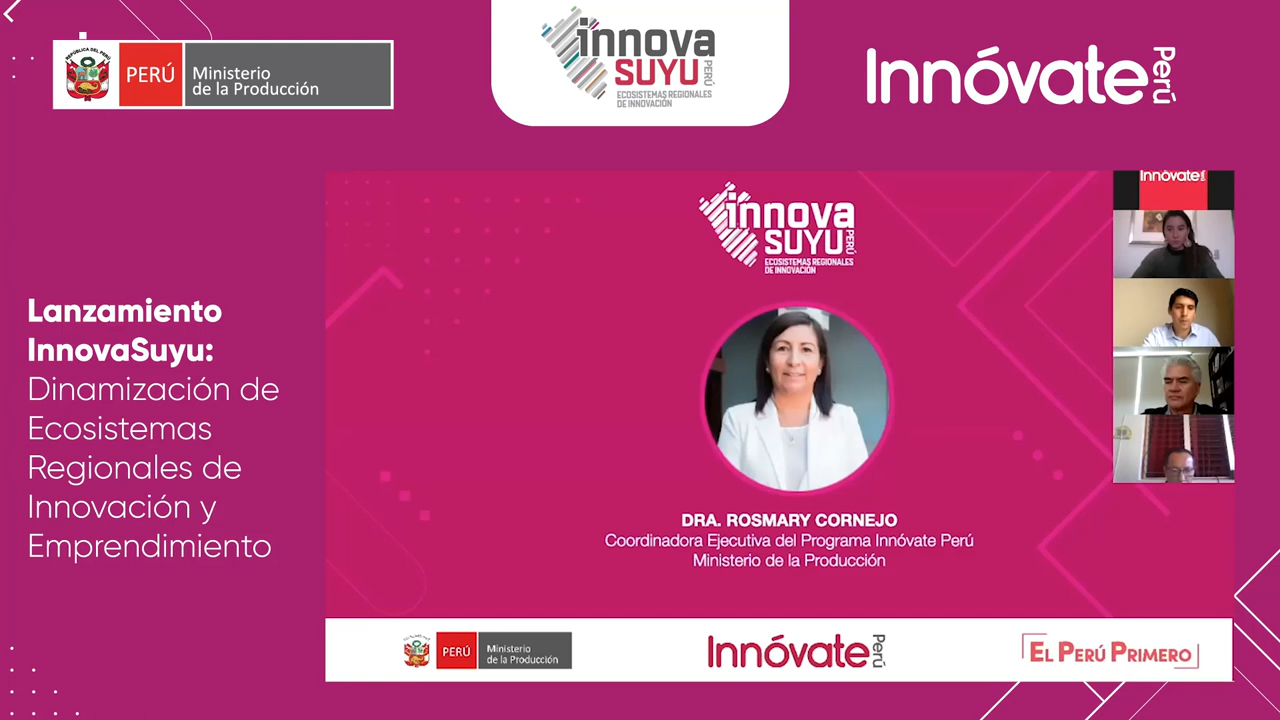 REPÚBLICA DEL PERÚ
PERÚ
Ministerio
de la Producción
innova
SUYU
PERÚ
ECOSISTEMAS REGIONALES
DE INNOVACIÓN
Innóvate
Perú
Lanzamiento
InnovaSuyu:
Dinamización de
Ecosistemas
Regionales de
Innovación y
Emprendimiento
innova
SUYU
PERÚ
ECOSISTEMAS REGIONALES
DE INNOVACIÓN
Innóvate
DRA. ROSMARY CORNEJO
Coordinadora Ejecutiva del Programa Innóvate Perú
Ministerio de la Producción
PERÚ
Ministerio
de la Producción
Innóvate
Perú
EL PERÚ PRIMERO